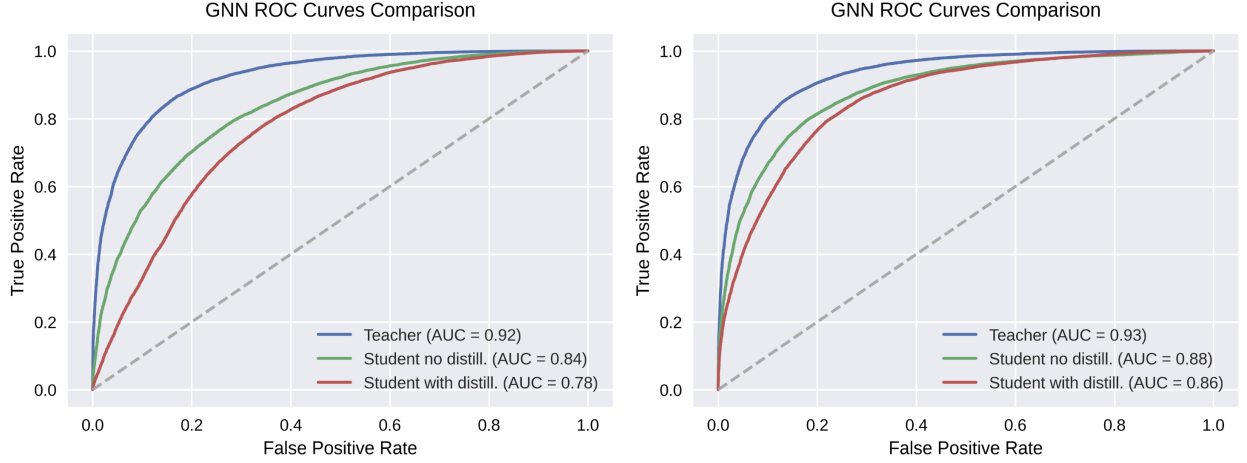 GNN ROC Curves Comparison
True Positive Rate
1.0
0.8
0.6
0.4
0.2
0.0
Teacher (AUC = 0.92)
Student no distill. (AUC = 0.84)
Student with distill. (AUC = 0.78)
0.0 0.2 0.4 0.6 0.8 1.0
False Positive Rate
GNN ROC Curves Comparison
True Positive Rate
1.0
0.8
0.6
0.4
0.2
0.0
Teacher (AUC = 0.93)
Student no distill. (AUC = 0.88)
Student with distill. (AUC = 0.86)
0.0 0.2 0.4 0.6 0.8 1.0
False Positive Rate